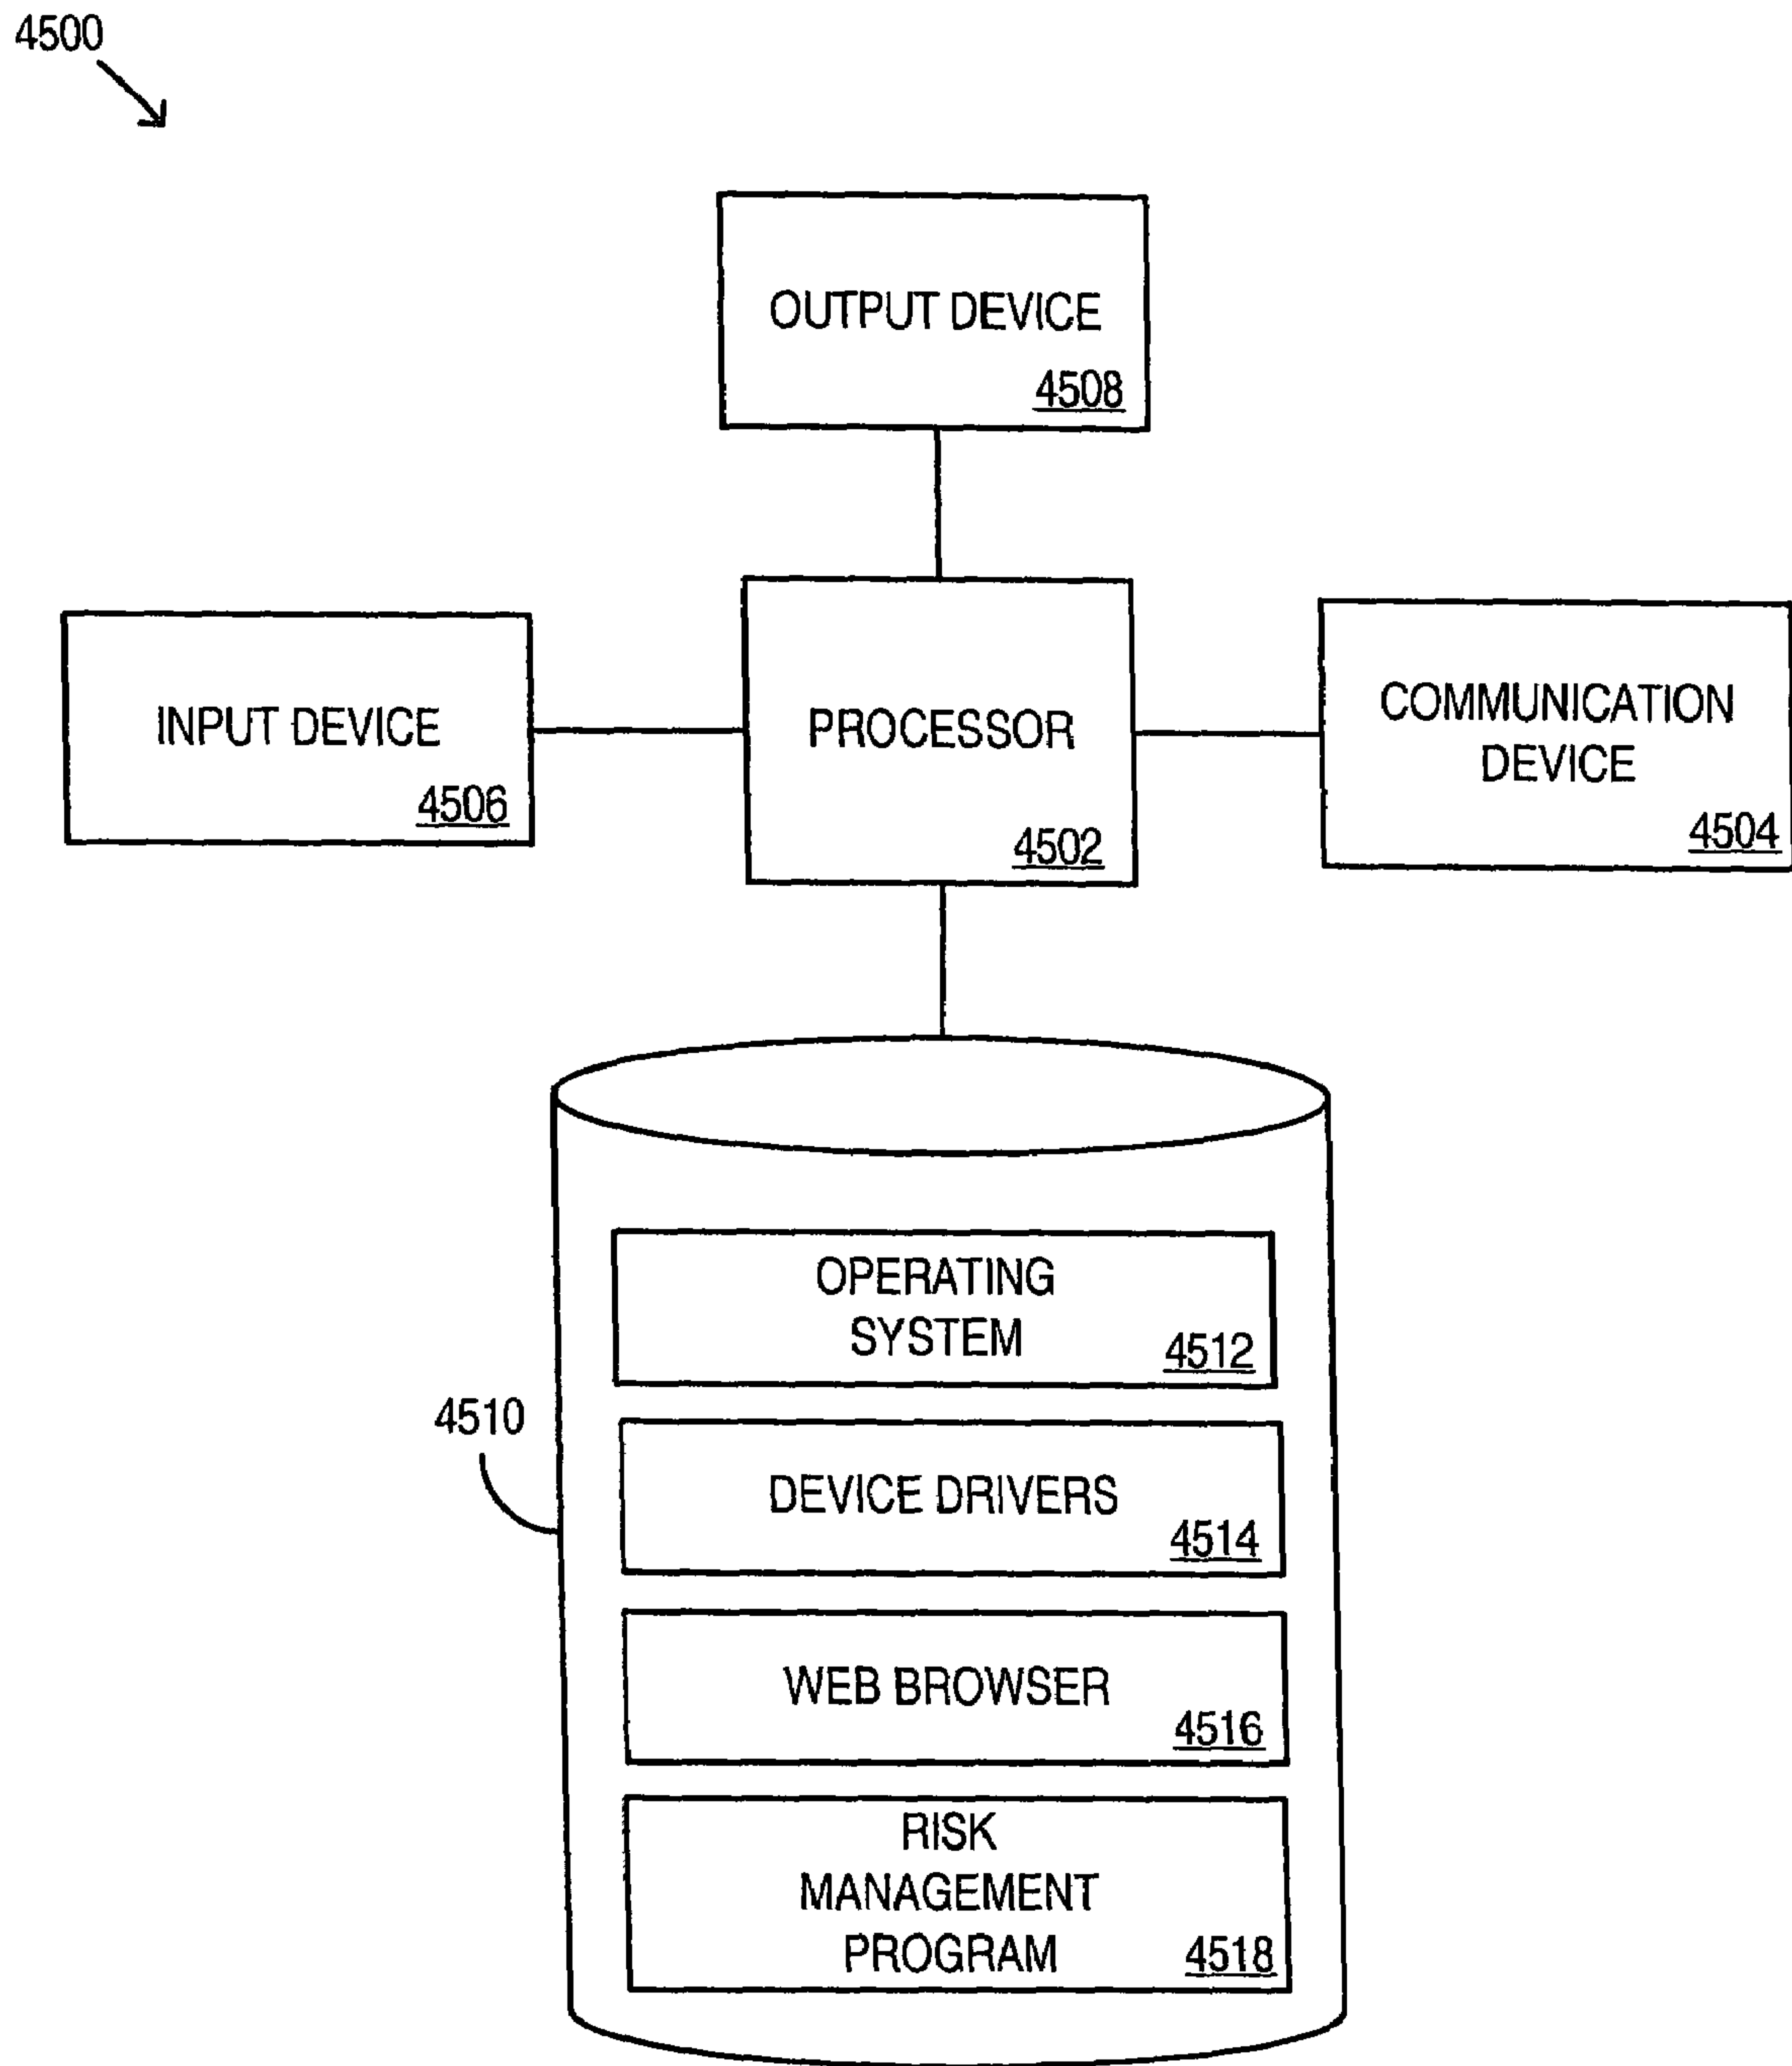 4500
OUTPUT DEVICE
4508
INPUT DEVICE
4506
PROCESSOR
4502
COMMUNICATION
DEVICE
4504
OPERATING
SYSTEM
4512
4510
DEVICE DRIVERS
4514
WEB BROWSER
4516
RISK
MANAGEMENT
PROGRAM
4518